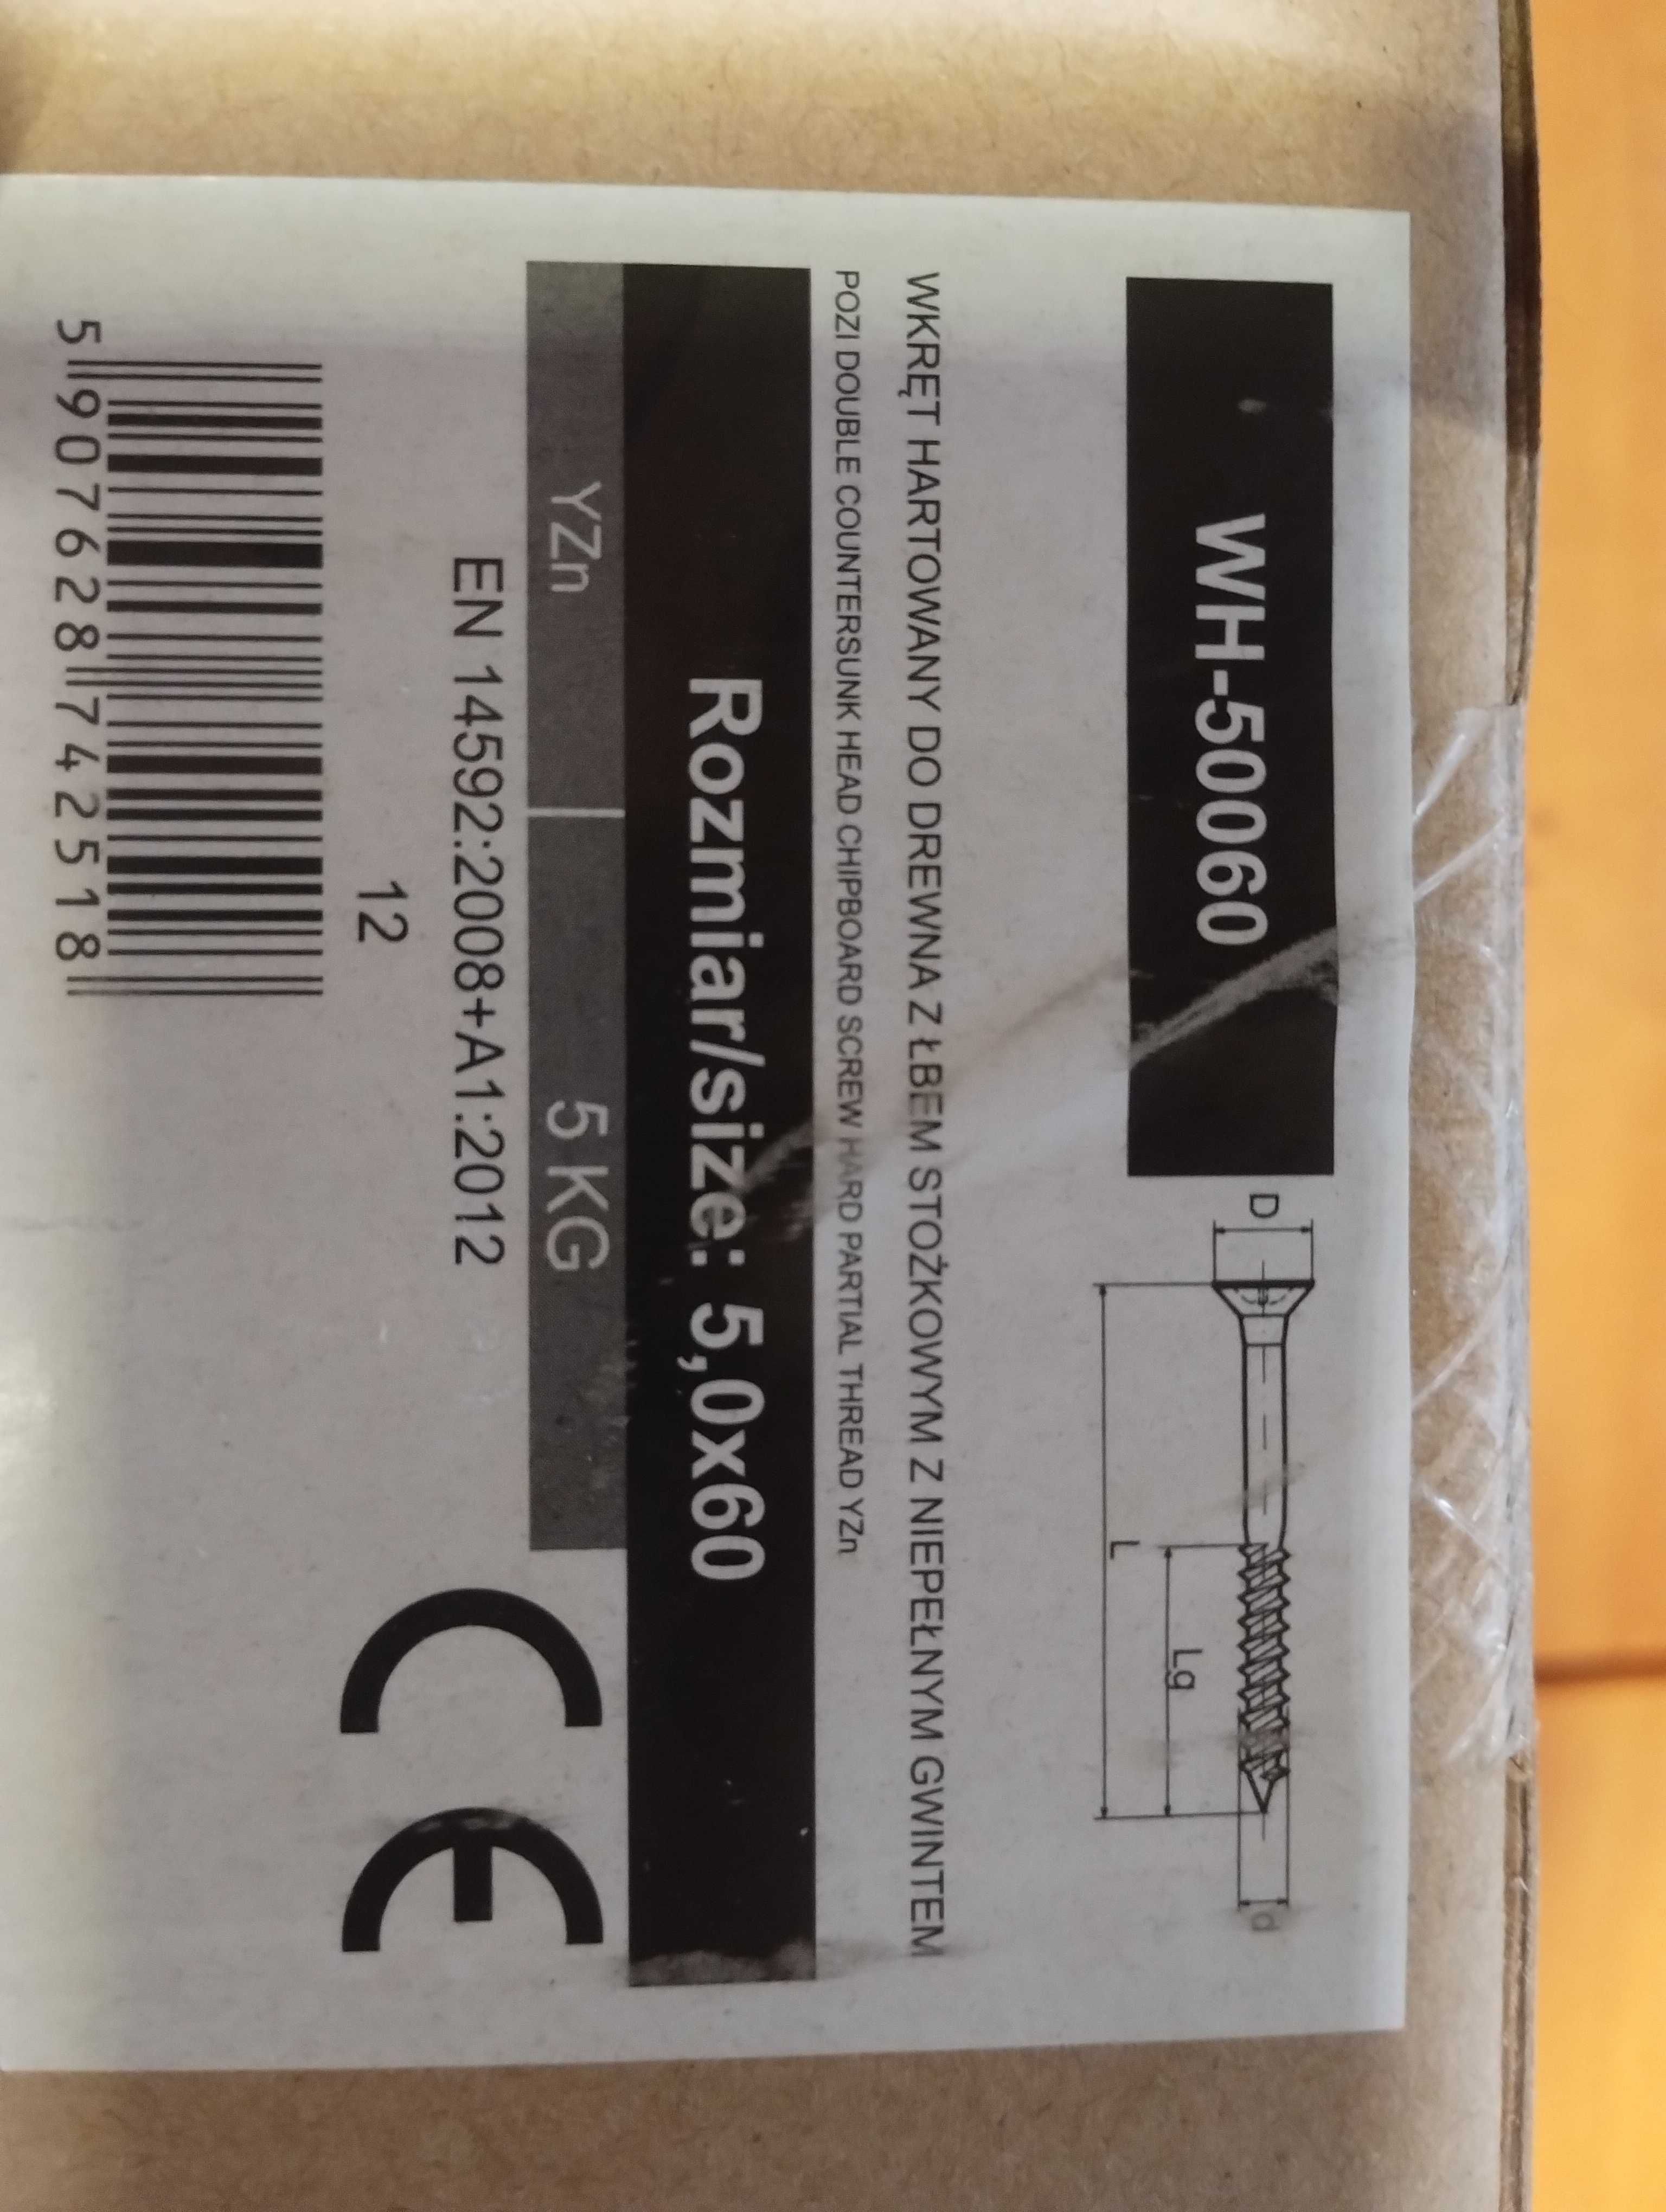 WH-50060
D
L
Lg
d
WKRĘT HARTOWANY DO DREWNA Z ŁBEM STOŻKOWYM Z NIEPEŁNYM GWINTEM
POZI DOUBLE COUNTERSUNK HEAD CHIPBOARD SCREW HARD PARTIAL THREAD YZn
Rozmiar/size: 5,0x60
YZn 5 KG
EN 14592:2008+A1:2012
12
CE
5 907628 742518